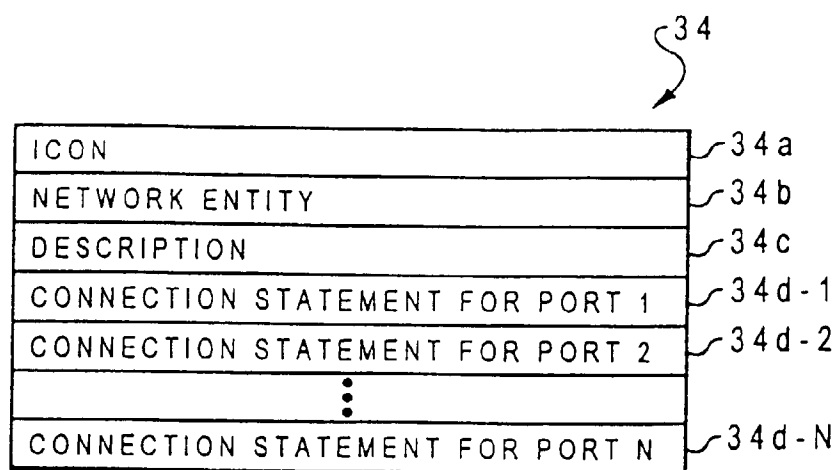 34
ICON 34a
NETWORK ENTITY 34b
DESCRIPTION 34c
CONNECTION STATEMENT FOR PORT 1 34d-1
CONNECTION STATEMENT FOR PORT 2 34d-2
CONNECTION STATEMENT FOR PORT N 34d-N